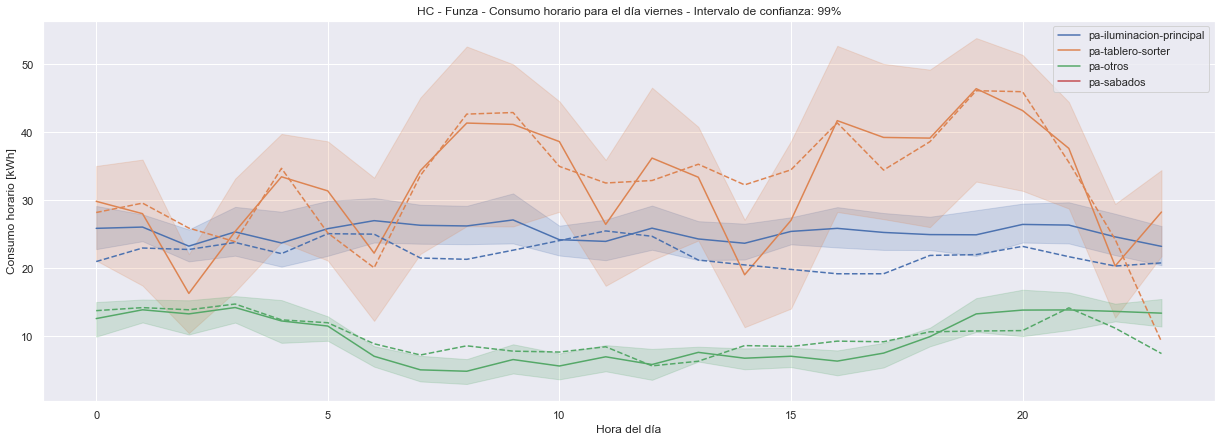 HC - Funza - Consumo horario para el día viernes - Intervalo de confianza: 99%
pa-iluminacion-principal
pa-tablero-sorter
pa-otros
pa-sabados
Consumo horario [kWh]
50
40
30
20
10
0
5
10
15
20
Hora del día